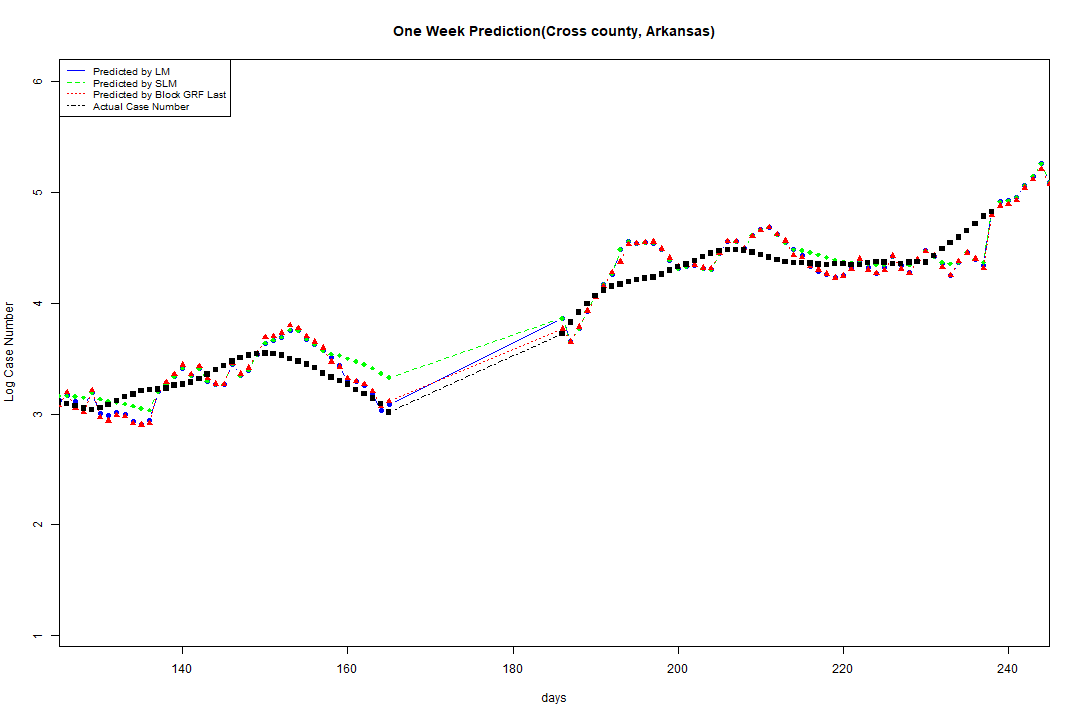 One Week Prediction(Cross county, Arkansas)
Predicted by LM
Predicted by SLM
Predicted by Block GRF Last
Actual Case Number
6
5
4
3
2
1
Log Case Number
140 160 180 200 220 240
days